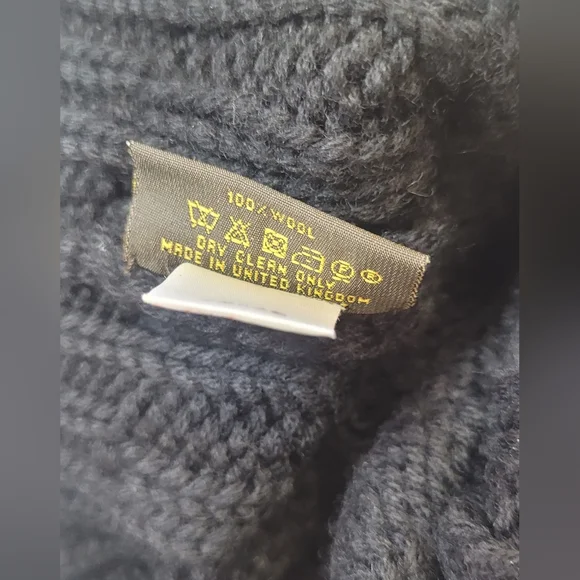 100% WOOL
P
DRY CLEAN ONLY
MADE IN UNITED KINGDOM